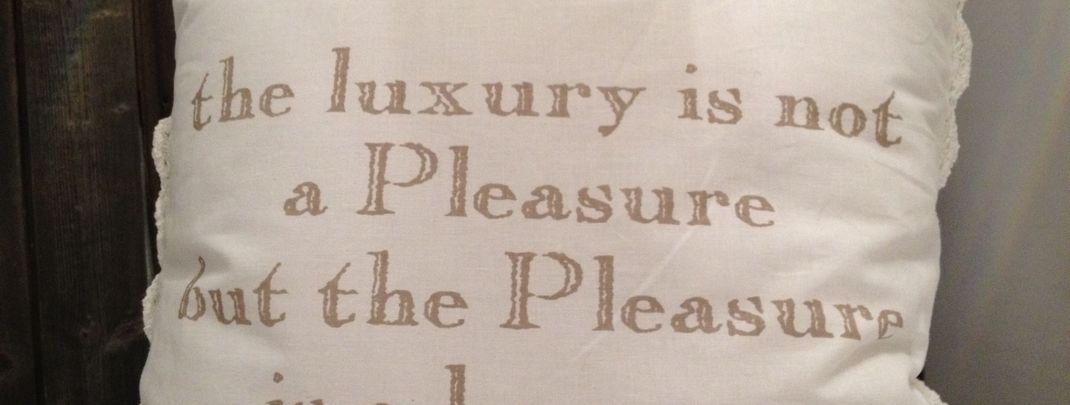 the luxury is not
a Pleasure
but the Pleasure